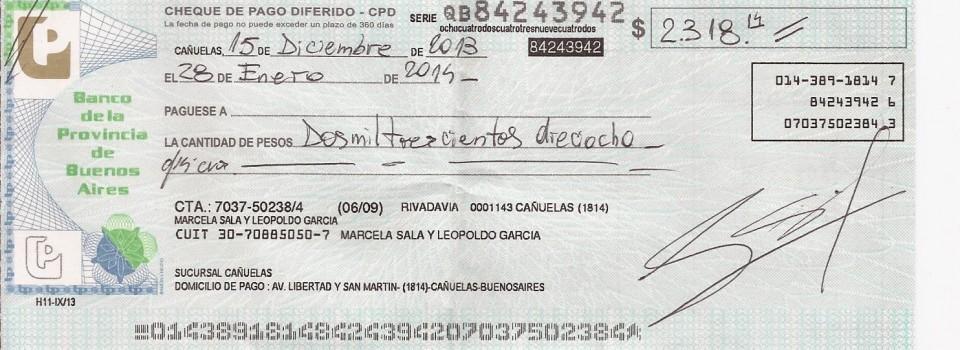 CHEQUE DE PAGO DIFERIDO - CPD
La fecha de pago no puede exceder un plazo de 360 días
SERIE QB84243942
ochocuatrodoscuatrotresnuevecuatrodos
84243942
$ 2.318.
CAÑUELAS, 15 DE Diciembre DE 2013
EL 28 DE Enero DE 2014
014-389-1814 7
84243942 6
07037502384 3
PAGUESE A
LA CANTIDAD DE PESOS Dos mil trescientos dieciocho
Banco
de la
Provincia
de
Buenos
Aires
CTA.: 7037-50238/4 (06/09) RIVADAVIA 0001143 CAÑUELAS (1814)
MARCELA SALA Y LEOPOLDO GARCIA
CUIT 30-70885050-7 MARCELA SALA Y LEOPOLDO GARCIA
SUCURSAL CAÑUELAS
DOMICILIO DE PAGO : AV. LIBERTAD Y SAN MARTIN- (1814)-CAÑUELAS-BUENOSAIRES
H11-IX/13
01438918148424394207037502384